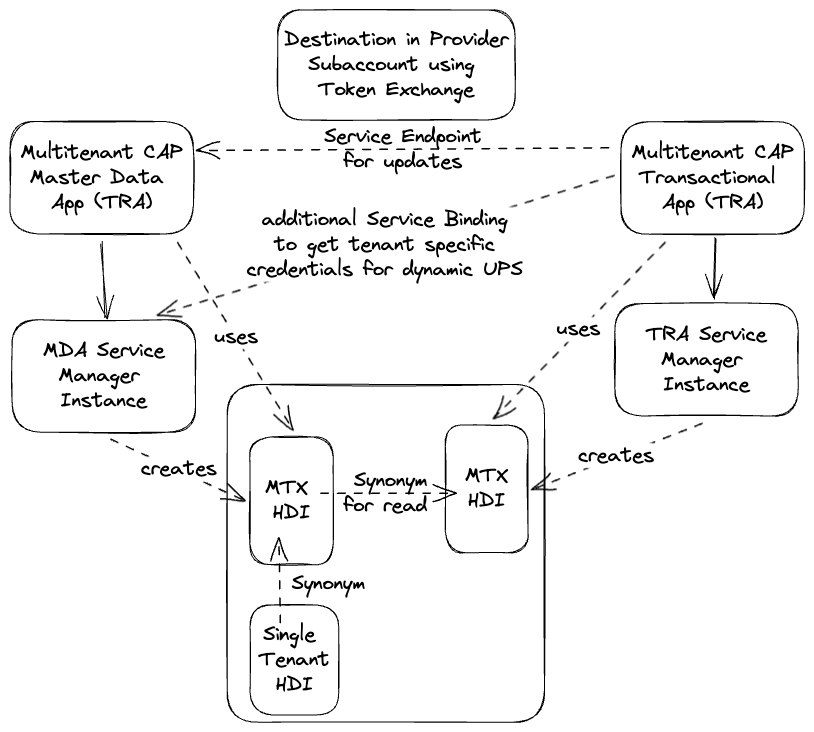 Destination in Provider
Subaccount using
Token Exchange
Service Endpoint
for updates
Multitenant CAP
Master Data
App (TRA)
Multitenant CAP
Transactional
App (TRA)
additional Service Binding
to get tenant specific
credentials for dynamic UPS
uses
uses
MDA Service
Manager
Instance
TRA Service
Manager
Instance
creates
creates
MTX
HDI
Synonym
for read
MTX
HDI
Synonym
Single
Tenant
HDI